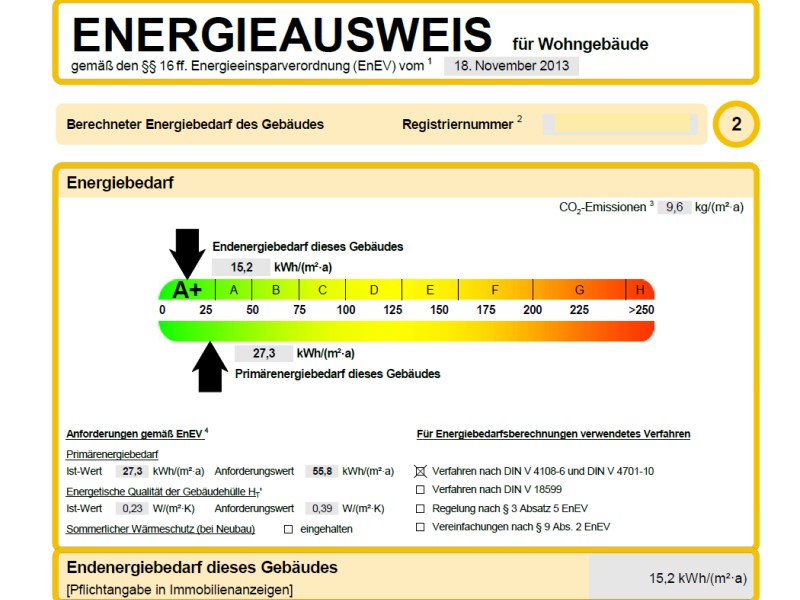 ENERGIEAUSWEIS für Wohngebäude
gemäß den §§ 16 ff. Energieeinsparverordnung (EnEV) vom ¹ 18. November 2013
Berechneter Energiebedarf des Gebäudes Registriernummer ² 2
Energiebedarf
CO₂-Emissionen ³ 9,6 kg/(m²·a)
Endenergiebedarf dieses Gebäudes
15,2 kWh/(m²·a)
A+ A B C D E F G H
0 25 50 75 100 125 150 175 200 225 >250
27,3 kWh/(m²·a)
Primärenergiebedarf dieses Gebäudes
Anforderungen gemäß EnEV ⁴
Primärenergiebedarf
Ist-Wert 27,3 kWh/(m²·a) Anforderungswert 55,8 kWh/(m²·a)
Energetische Qualität der Gebäudehülle H_T'
Ist-Wert 0,23 W/(m²·K) Anforderungswert 0,39 W/(m²·K)
Sommerlicher Wärmeschutz (bei Neubau) ☐ eingehalten
Für Energiebedarfsberechnungen verwendetes Verfahren
☒ Verfahren nach DIN V 4108-6 und DIN V 4701-10
☐ Verfahren nach DIN V 18599
☐ Regelung nach § 3 Absatz 5 EnEV
☐ Vereinfachungen nach § 9 Abs. 2 EnEV
Endenergiebedarf dieses Gebäudes
[Pflichtangabe in Immobilienanzeigen]
15,2 kWh/(m²·a)